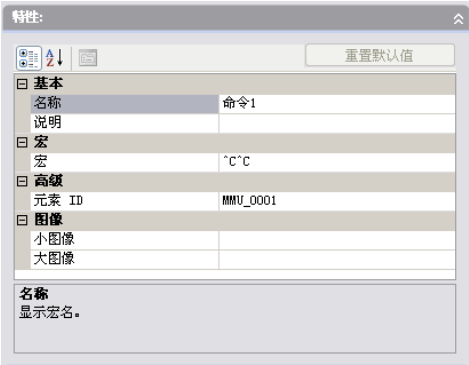 特性:
重置默认值
基本
名称 命令1
说明
宏
宏 ^C^C
高级
元素 ID MMU_0001
图像
小图像
大图像
名称
显示宏名。